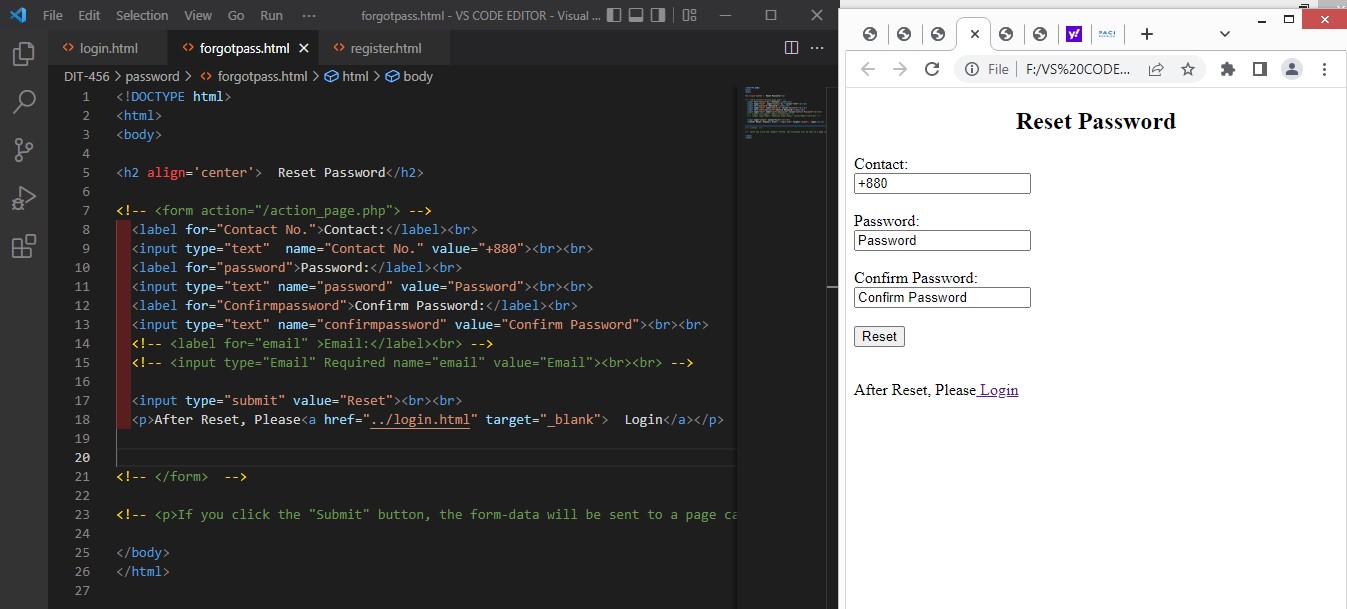 File Edit Selection View Go Run ··· forgotpass.html - VS CODE EDITOR - Visual ...
login.html forgotpass.html register.html
DIT-456 > password > forgotpass.html > html > body
1 <!DOCTYPE html>
2 <html>
3 <body>
4
5 <h2 align='center'>  Reset Password</h2>
6
7 <!-- <form action="/action_page.php"> -->
8 <label for="Contact No.">Contact:</label><br>
9 <input type="text"  name="Contact No." value="+880"><br><br>
10 <label for="password">Password:</label><br>
11 <input type="text" name="password" value="Password"><br><br>
12 <label for="Confirmpassword">Confirm Password:</label><br>
13 <input type="text" name="confirmpassword" value="Confirm Password"><br><br>
14 <!-- <label for="email" >Email:</label><br> -->
15 <!-- <input type="Email" Required name="email" value="Email"><br><br> -->
16
17 <input type="submit" value="Reset"><br><br>
18 <p>After Reset, Please<a href="../login.html" target="_blank">  Login</a></p>
19
20
21 <!-- </form>  -->
22
23 <!-- <p>If you click the "Submit" button, the form-data will be sent to a page ca
24
25 </body>
26 </html>
27
y!
PACI
File F:/VS%20CODE...
Reset Password
Contact:
+880
Password:
Password
Confirm Password:
Confirm Password
Reset
After Reset, Please Login